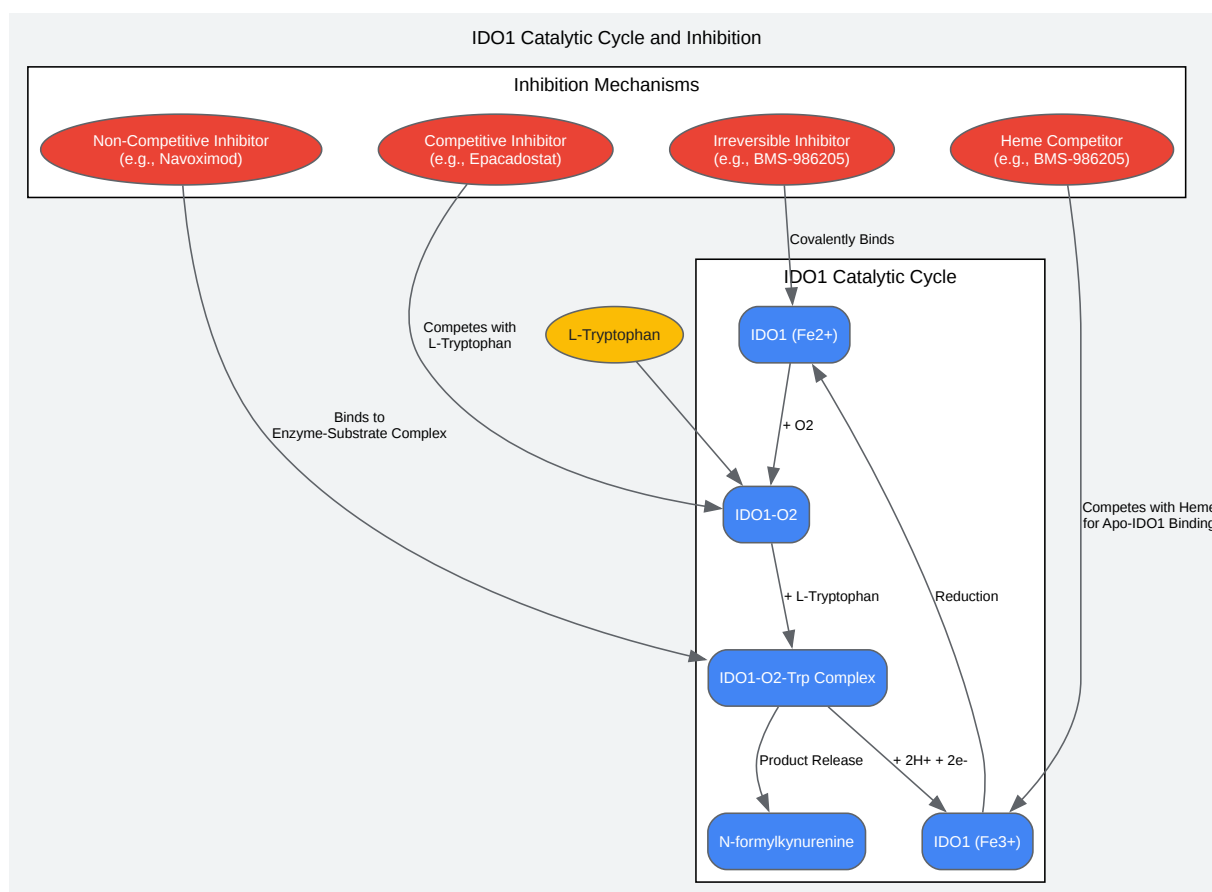 IDO1 Catalytic Cycle and Inhibition
Inhibition Mechanisms
Non-Competitive Inhibitor
(e.g., Navoximod)
Competitive Inhibitor
(e.g., Epacadostat)
Irreversible Inhibitor
(e.g., BMS-986205)
Heme Competitor
(e.g., BMS-986205)
Covalently Binds
IDO1 Catalytic Cycle
Competes with
L-Tryptophan
L-Tryptophan
IDO1 (Fe2+)
Binds to
Enzyme-Substrate Complex
+ O2
IDO1-O2
Competes with Heme
for Apo-IDO1 Binding
+ L-Tryptophan
Reduction
IDO1-O2-Trp Complex
Product Release
+ 2H+ + 2e-
N-formylkynurenine
IDO1 (Fe3+)